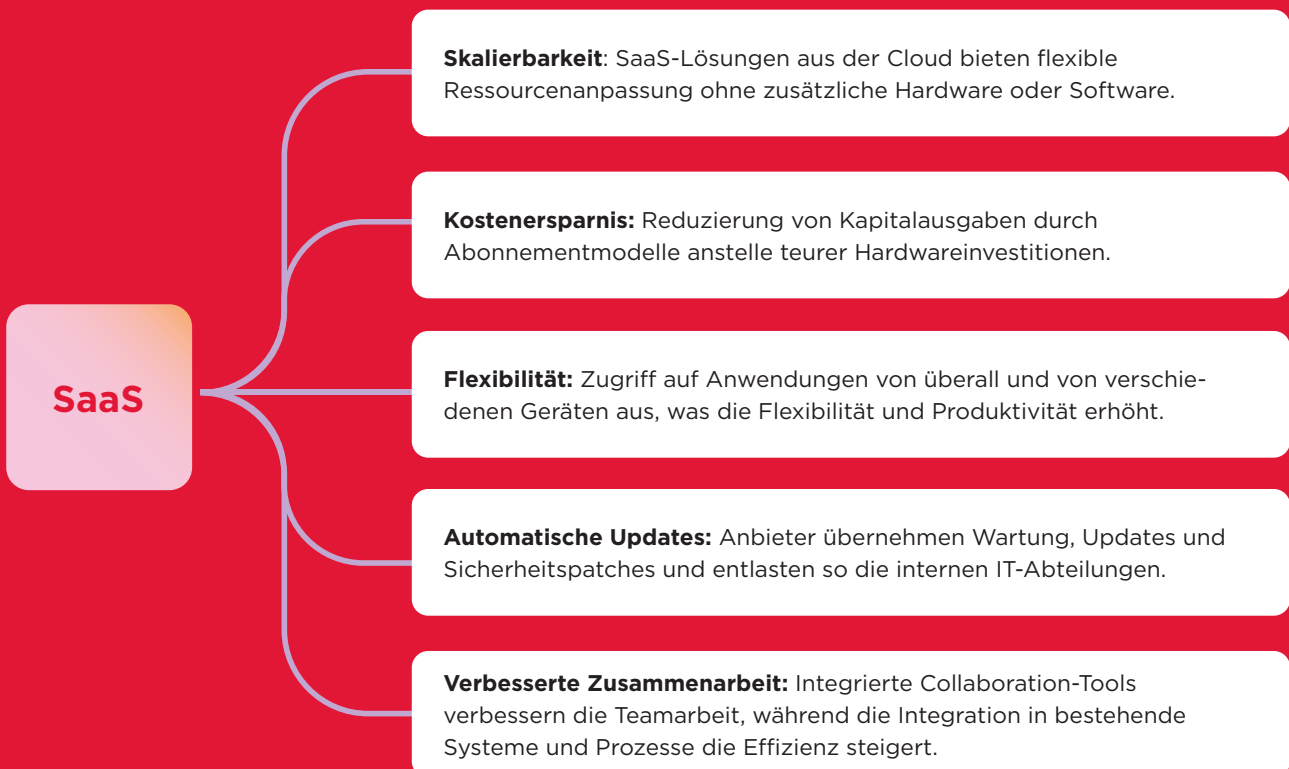 Skalierbarkeit: SaaS-Lösungen aus der Cloud bieten flexible
Ressourcenanpassung ohne zusätzliche Hardware oder Software.
Kostenersparnis: Reduzierung von Kapitalausgaben durch
Abonnementmodelle anstelle teurer Hardwareinvestitionen.
SaaS
Flexibilität: Zugriff auf Anwendungen von überall und von verschie-
denen Geräten aus, was die Flexibilität und Produktivität erhöht.
Automatische Updates: Anbieter übernehmen Wartung, Updates und
Sicherheitspatches und entlasten so die internen IT-Abteilungen.
Verbesserte Zusammenarbeit: Integrierte Collaboration-Tools
verbessern die Teamarbeit, während die Integration in bestehende
Systeme und Prozesse die Effizienz steigert.